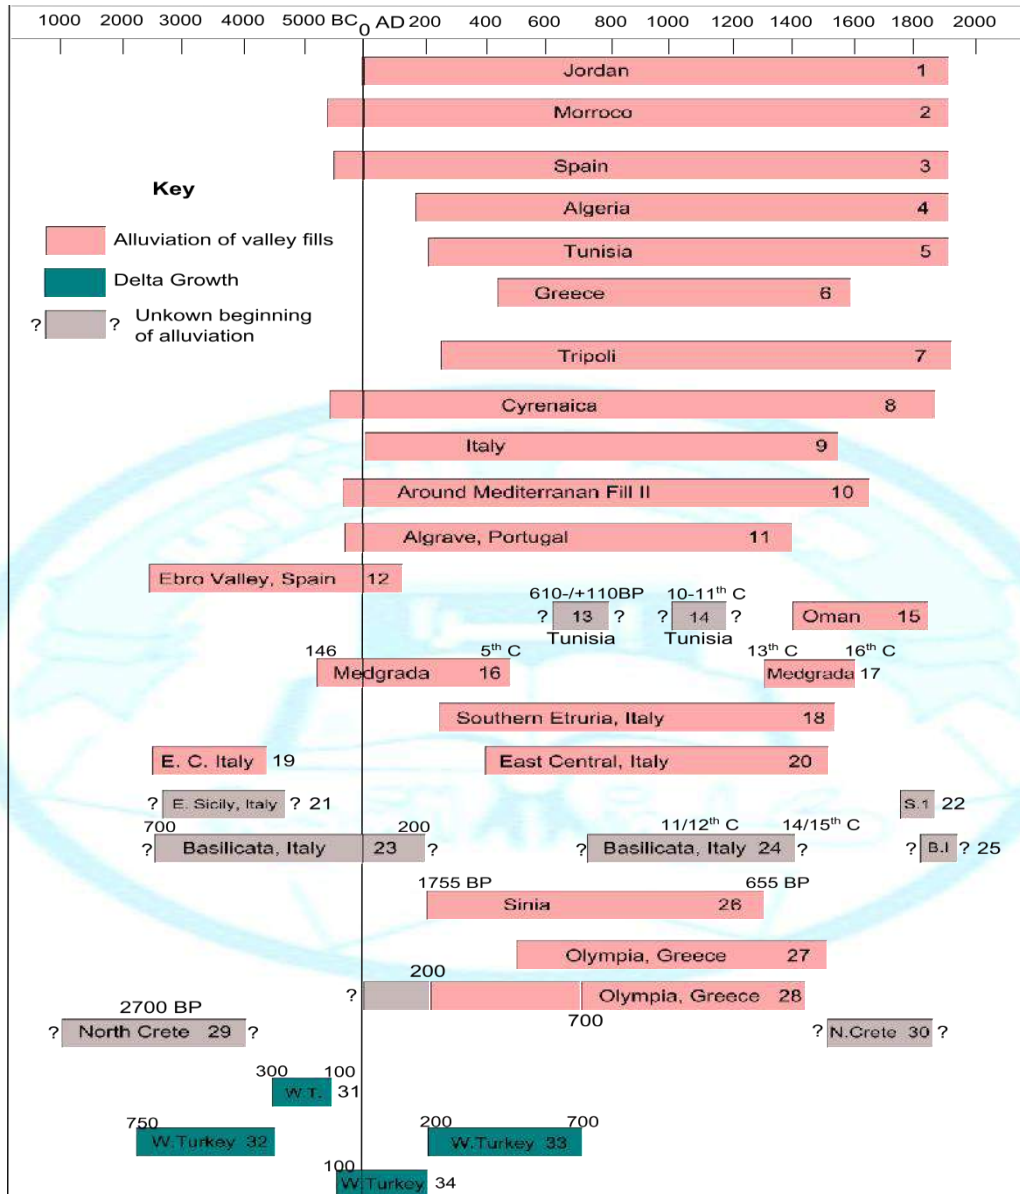 1000 2000 3000 4000 5000 BC 0 AD 200 400 600 800 1000 1200 1400 1600 1800 2000
Jordan 1
Morroco 2
Spain 3
Key
Algeria 4
Alluviation of valley fills
Tunisia 5
Delta Growth
Greece 6
? ? Unkown beginning
of alluviation
Tripoli 7
Cyrenaica 8
Italy 9
Around Mediterranan Fill II 10
Algrave, Portugal 11
Ebro Valley, Spain 12
610-/+110BP 10-11th C
? 13 ? ? 14 ? Oman 15
Tunisia Tunisia
146 5th C 13th C 16th C
Medgrada 16 Medgrada 17
Southern Etruria, Italy 18
E. C. Italy 19 East Central, Italy 20
? E. Sicily, Italy ? 21 S.1 22
700 200 11/12th C 14/15th C
? Basilicata, Italy 23 ? ? Basilicata, Italy 24 ? ? B.I ? 25
1755 BP 655 BP
Sinia 26
Olympia, Greece 27
200
? Olympia, Greece 28
2700 BP 700
? North Crete 29 ? ? N.Crete 30 ?
300 100
W.T. 31
750 200 700
W.Turkey 32 W.Turkey 33
100
W.Turkey 34